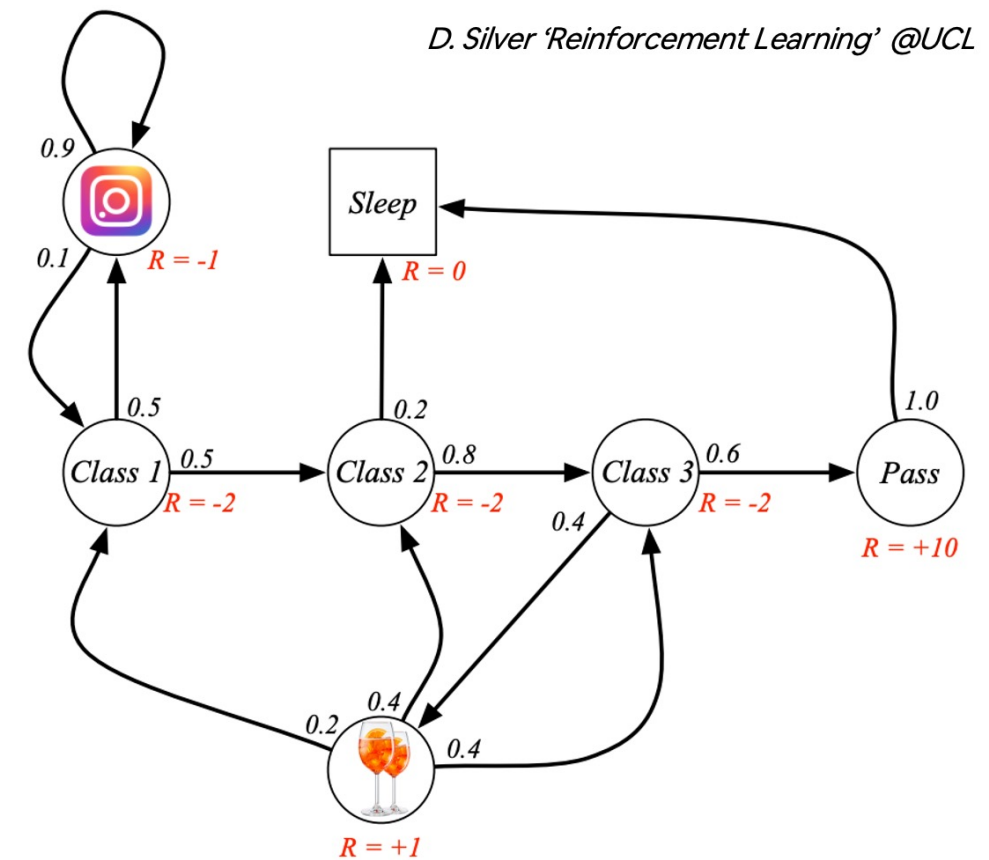 D. Silver ‘Reinforcement Learning’ @UCL
0.9
Sleep
0.1
R = -1
R = 0
0.5
0.2
1.0
Class 1
0.5
R = -2
Class 2
0.8
R = -2
Class 3
0.6
R = -2
Pass
0.4
R = +10
0.4
0.2
0.4
R = +1